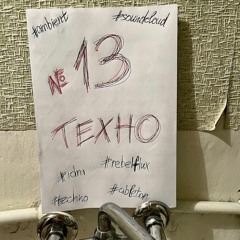 #ambient #soundcloud
№ 13
ТЕХНО
#idm #rebelflux
#techno #ableton